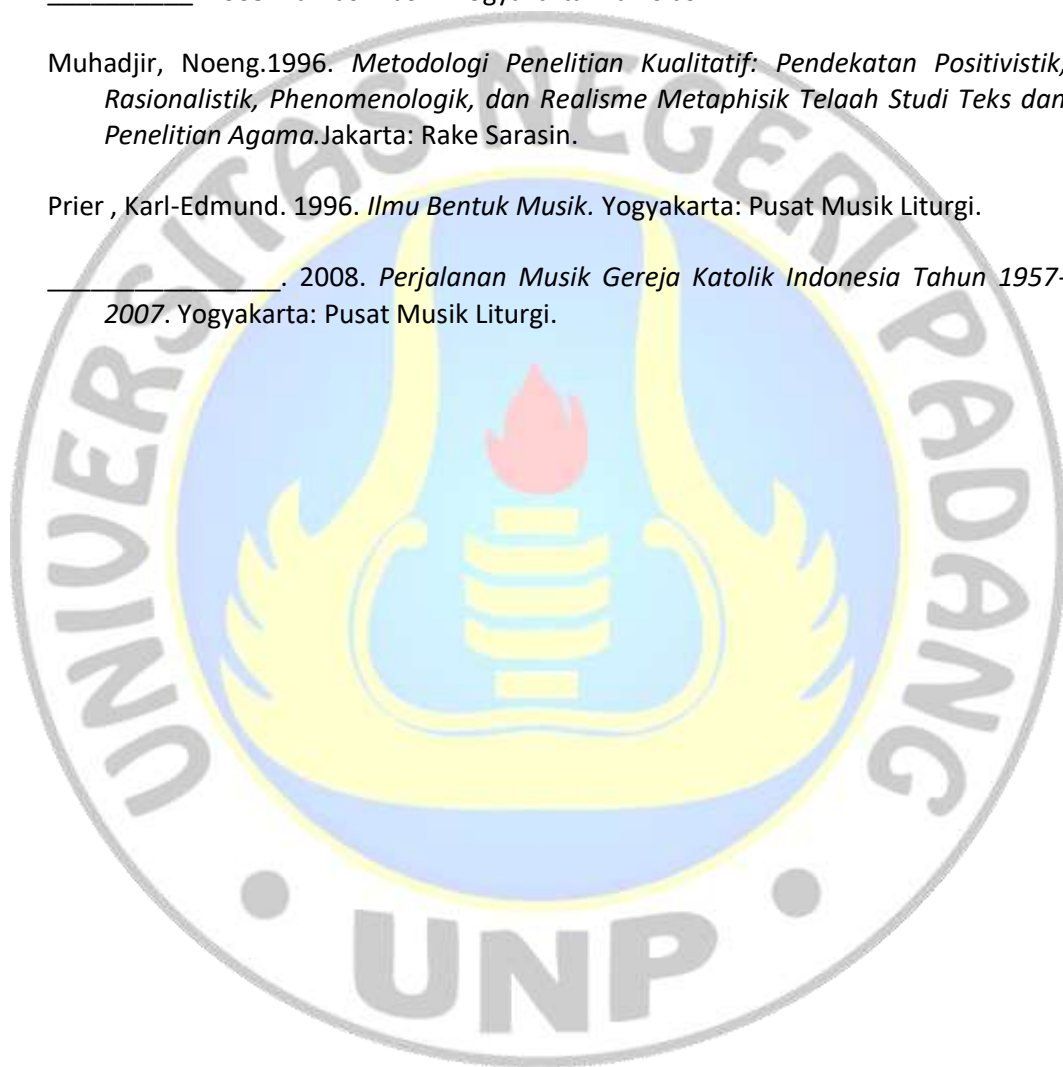 Muhadjir, Noeng.1996. Metodologi Penelitian Kualitatif: Pendekatan Positivistik,
Rasionalistik, Phenomenologik, dan Realisme Metaphisik Telaah Studi Teks dan
Penelitian Agama.Jakarta: Rake Sarasin.
Prier , Karl-Edmund. 1996. Ilmu Bentuk Musik. Yogyakarta: Pusat Musik Liturgi.
_________________. 2008. Perjalanan Musik Gereja Katolik Indonesia Tahun 1957-
2007. Yogyakarta: Pusat Musik Liturgi.
UNIVERSITAS NEGERI PADANG
UNP